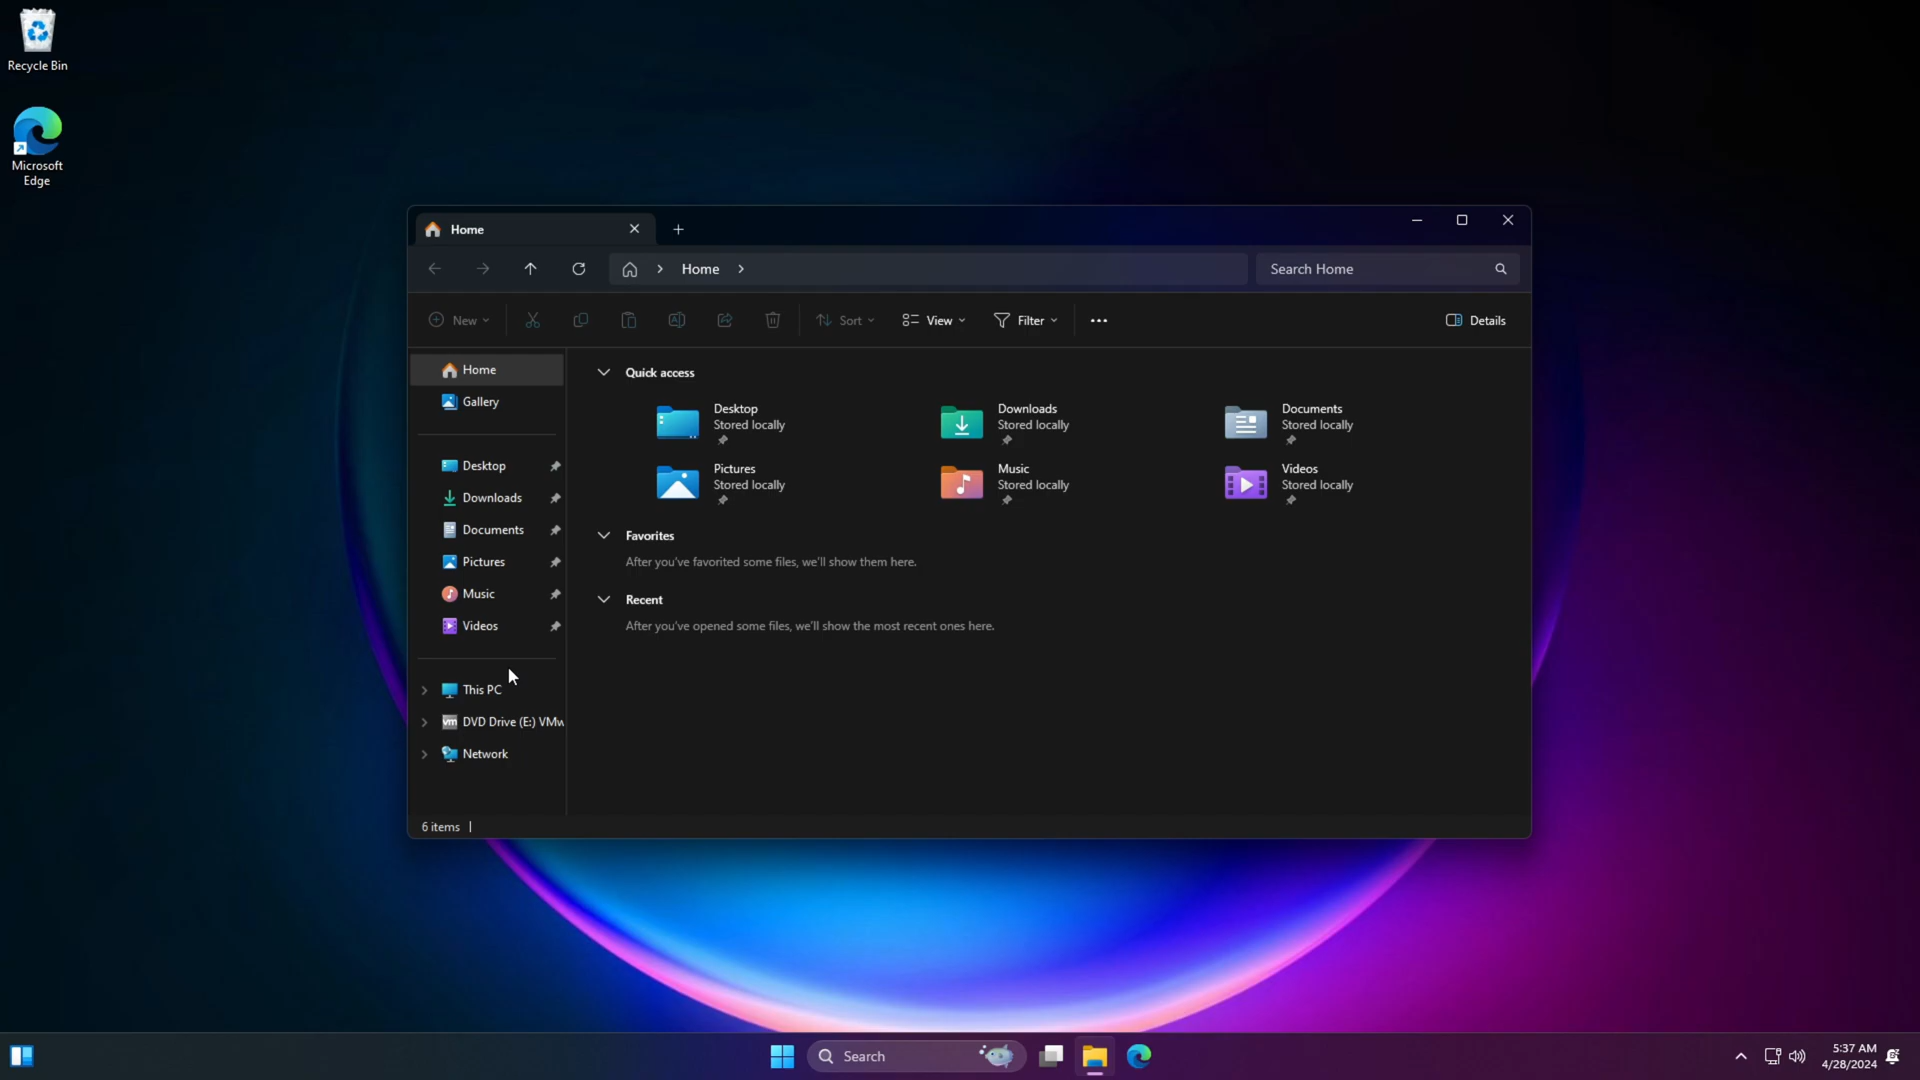 Recycle Bin
Microsoft
Edge
Home
Home
Search Home
New
Sort
View
Filter
Details
Home
Gallery
Desktop
Downloads
Documents
Pictures
Music
Videos
This PC
DVD Drive (E:) VMw
Network
Quick access
Desktop
Stored locally
Downloads
Stored locally
Documents
Stored locally
Pictures
Stored locally
Music
Stored locally
Videos
Stored locally
Favorites
After you've favorited some files, we'll show them here.
Recent
After you've opened some files, we'll show the most recent ones here.
6 items
Search
5:37 AM
4/28/2024